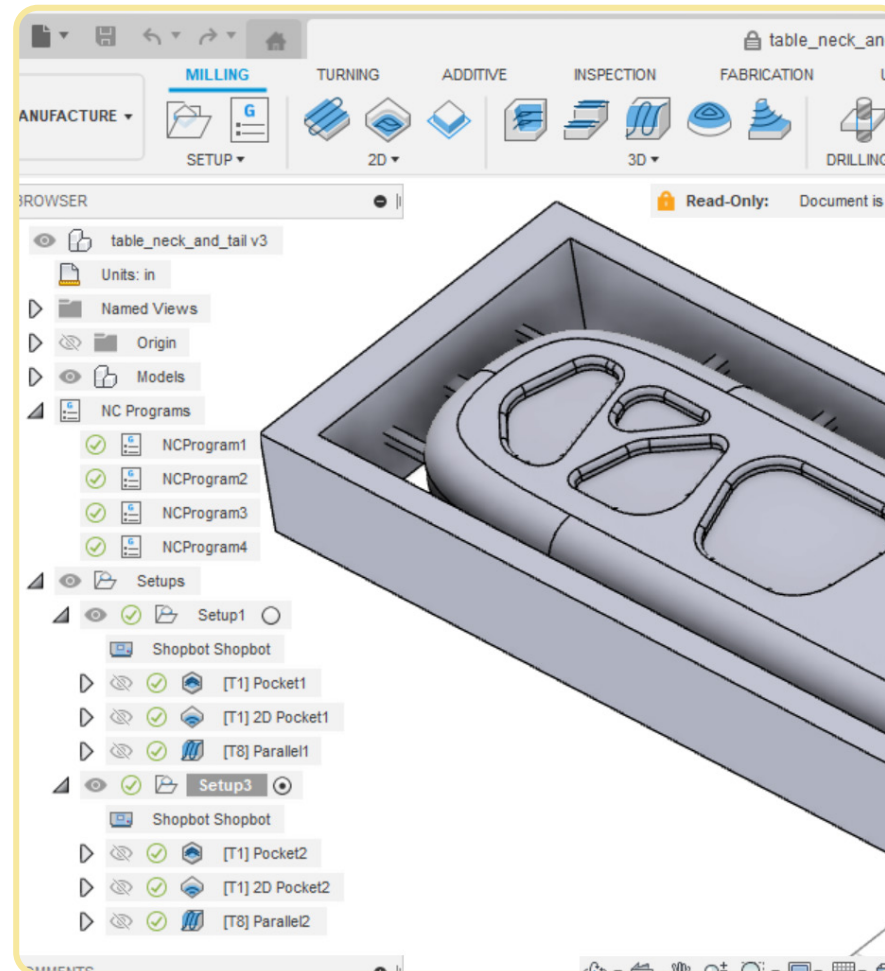 table_neck_an
MILLING TURNING ADDITIVE INSPECTION FABRICATION
ANUFACTURE
G
SETUP 2D 3D DRILLING
BROWSER
Read-Only: Document is
table_neck_and_tail v3
Units: in
Named Views
Origin
Models
NC Programs
NCProgram1
NCProgram2
NCProgram3
NCProgram4
Setups
Setup1
Shopbot Shopbot
[T1] Pocket1
[T1] 2D Pocket1
[T8] Parallel1
Setup3
Shopbot Shopbot
[T1] Pocket2
[T1] 2D Pocket2
[T8] Parallel2